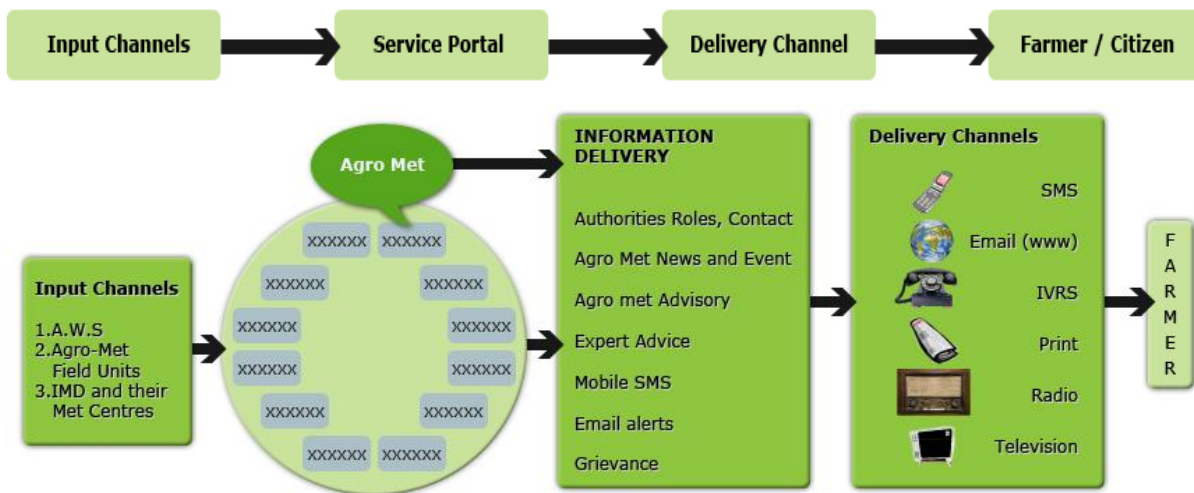 Input Channels
Service Portal
Delivery Channel
Farmer / Citizen
Agro Met
xxxxxx
xxxxxx
xxxxxx
xxxxxx
xxxxxx
xxxxxx
xxxxxx
xxxxxx
xxxxxx
xxxxxx
xxxxxx
xxxxxx
Input Channels
1.A.W.S
2.Agro-Met
Field Units
3.IMD and their
Met Centres
INFORMATION
DELIVERY
Authorities Roles, Contact
Agro Met News and Event
Agro met Advisory
Expert Advice
Mobile SMS
Email alerts
Grievance
Delivery Channels
SMS
Email (www)
IVRS
Print
Radio
Television
F
A
R
M
E
R